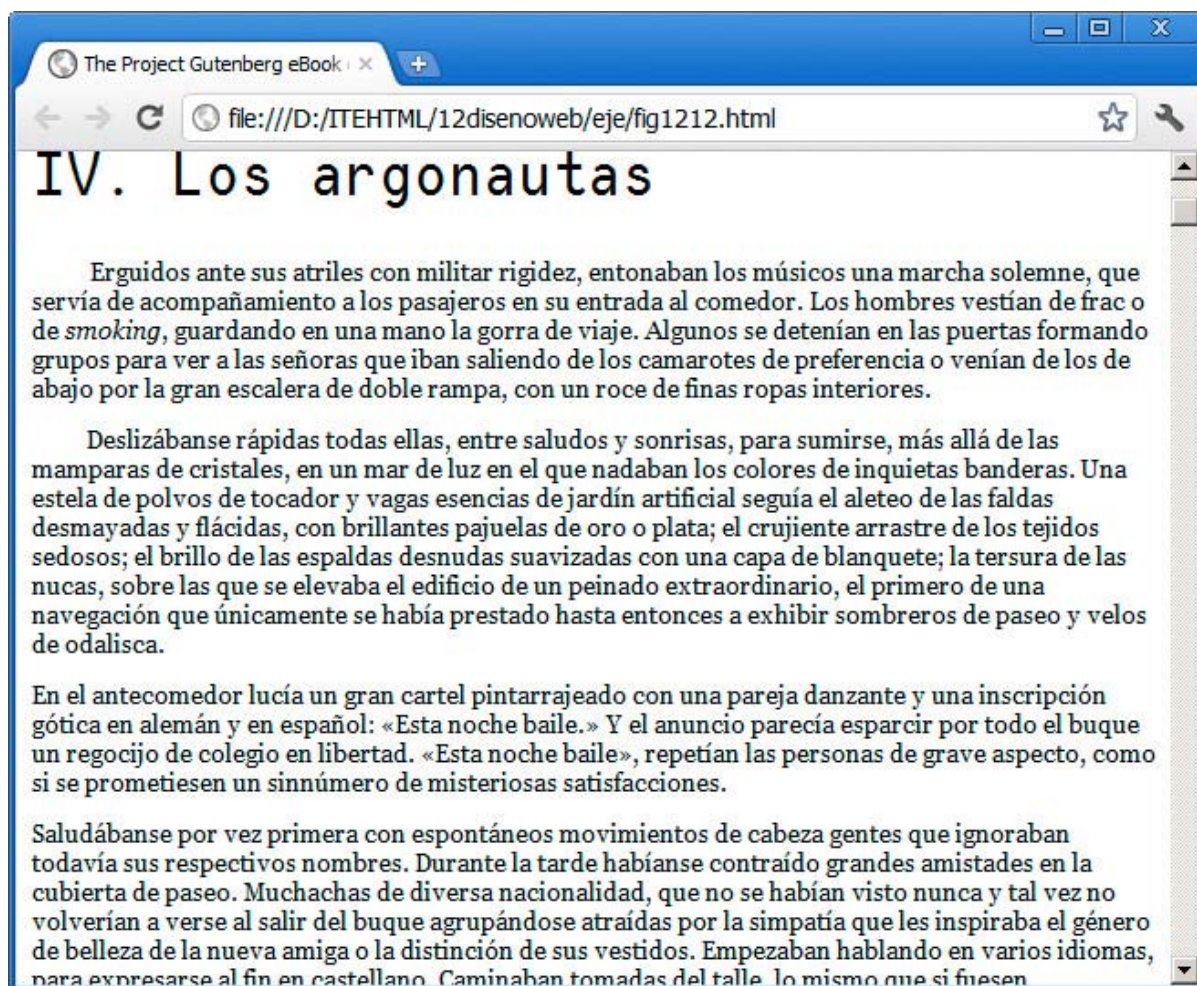 The Project Gutenberg eBook
file:///D:/ITEHTML/12disenoweb/eje/fig1212.html
IV. Los argonautas
Erguidos ante sus atriles con militar rigidez, entonaban los músicos una marcha solemne, que
servía de acompañamiento a los pasajeros en su entrada al comedor. Los hombres vestían de frac o
de smoking, guardando en una mano la gorra de viaje. Algunos se detenían en las puertas formando
grupos para ver a las señoras que iban saliendo de los camarotes de preferencia o venían de los de
abajo por la gran escalera de doble rampa, con un roce de finas ropas interiores.
Deslizábanse rápidas todas ellas, entre saludos y sonrisas, para sumirse, más allá de las
mamparas de cristales, en un mar de luz en el que nadaban los colores de inquietas banderas. Una
estela de polvos de tocador y vagas esencias de jardín artificial seguía el aleteo de las faldas
desmayadas y flácidas, con brillantes pajuelas de oro o plata; el crujiente arrastre de los tejidos
sedosos; el brillo de las espaldas desnudas suavizadas con una capa de blanquete; la tersura de las
nucas, sobre las que se elevaba el edificio de un peinado extraordinario, el primero de una
navegación que únicamente se había prestado hasta entonces a exhibir sombreros de paseo y velos
de odalisca.
En el antecomedor lucía un gran cartel pintarrajeado con una pareja danzante y una inscripción
gótica en alemán y en español: «Esta noche baile.» Y el anuncio parecía esparcir por todo el buque
un regocijo de colegio en libertad. «Esta noche baile», repetían las personas de grave aspecto, como
si se prometiesen un sinnúmero de misteriosas satisfacciones.
Saludábanse por vez primera con espontáneos movimientos de cabeza gentes que ignoraban
todavía sus respectivos nombres. Durante la tarde habíanse contraído grandes amistades en la
cubierta de paseo. Muchachas de diversa nacionalidad, que no se habían visto nunca y tal vez no
volverían a verse al salir del buque agrupándose atraídas por la simpatía que les inspiraba el género
de belleza de la nueva amiga o la distinción de sus vestidos. Empezaban hablando en varios idiomas,
para expresarse al fin en castellano. Caminaban tomadas del talle, lo mismo que si fuesen